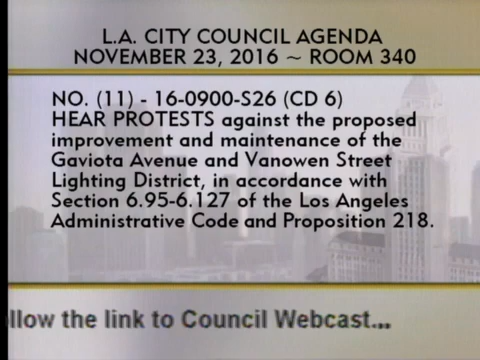 L.A. CITY COUNCIL AGENDA
NOVEMBER 23, 2016 ~ ROOM 340
NO. (11) - 16-0900-S26 (CD 6)
HEAR PROTESTS against the proposed
improvement and maintenance of the
Gaviota Avenue and Vanowen Street
Lighting District, in accordance with
Section 6.95-6.127 of the Los Angeles
Administrative Code and Proposition 218.
llow the link to Council Webcast...